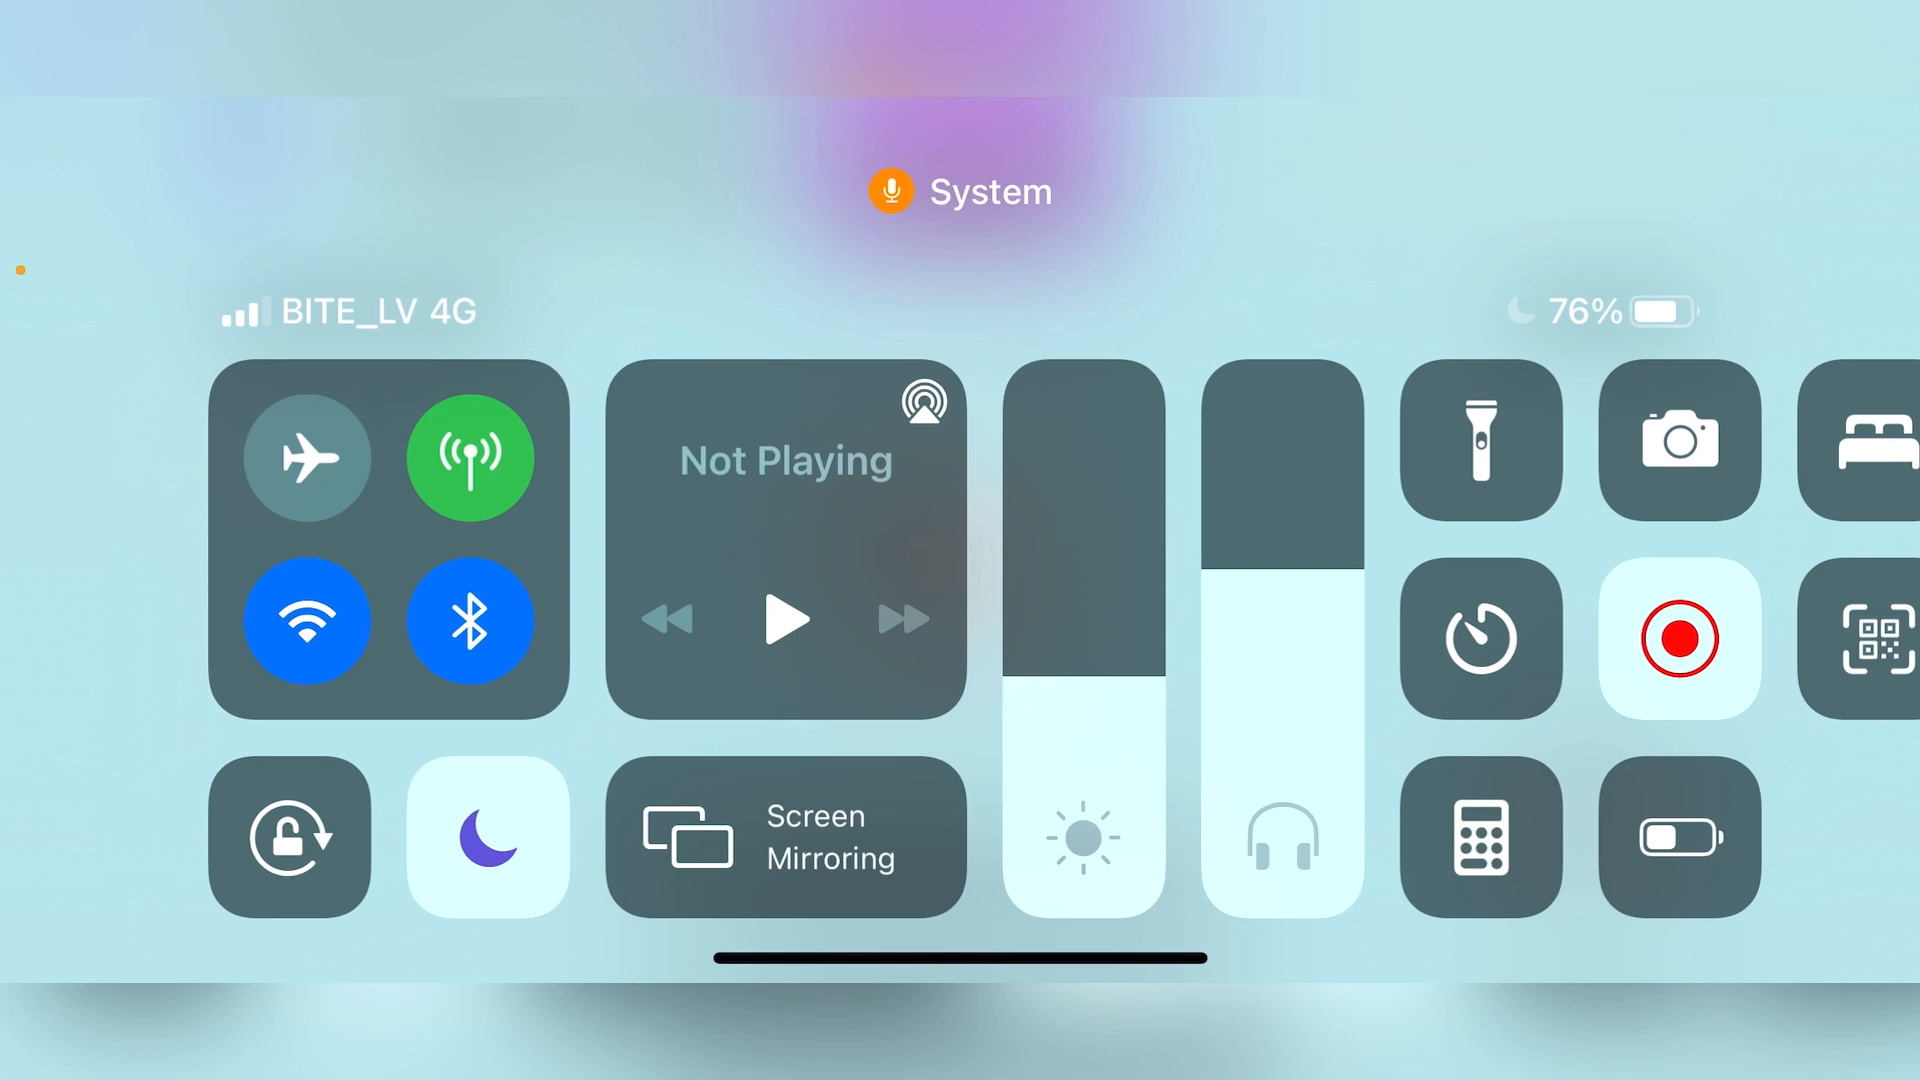 System
BITE_LV 4G
76%
Not Playing
Screen
Mirroring